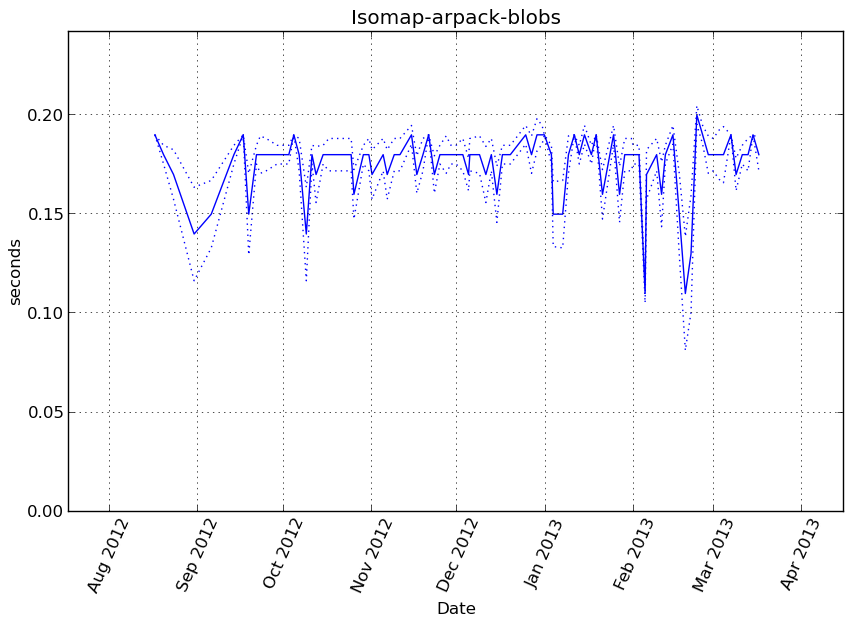 Isomap-arpack-blobs
seconds
0.20
0.15
0.10
0.05
0.00
Aug 2012
Sep 2012
Oct 2012
Nov 2012
Dec 2012
Jan 2013
Feb 2013
Mar 2013
Apr 2013
Date